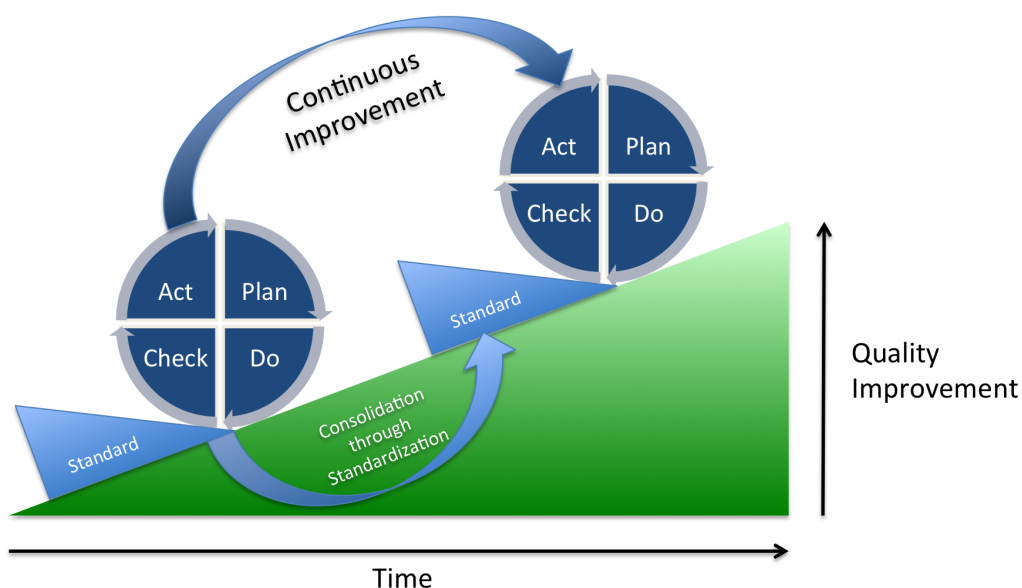 Continuous
Improvement
Act
Plan
Check
Do
Standard
Act
Plan
Check
Do
Standard
Consolidation
through
Standardization
Quality
Improvement
Time